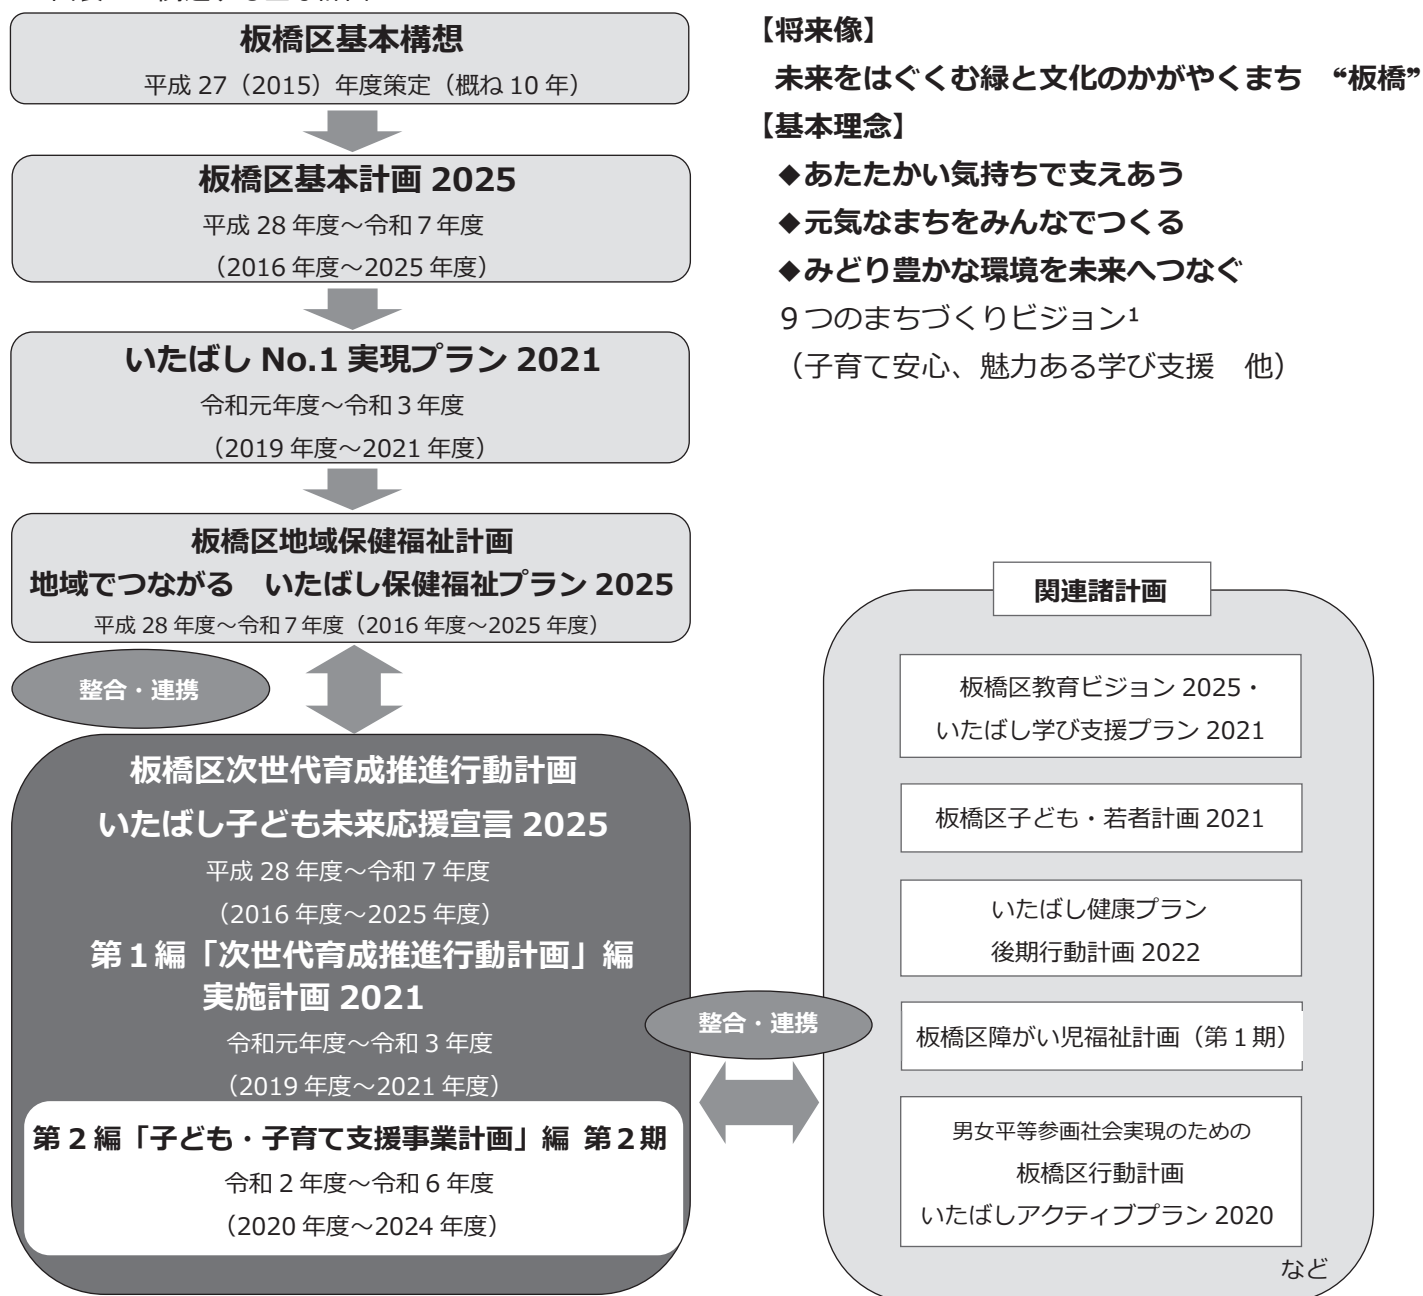 板橋区基本構想
平成 27（2015）年度策定（概ね 10 年）
板橋区基本計画 2025
平成 28 年度～令和７年度
（2016 年度～2025 年度）
いたばし No.1 実現プラン 2021
令和元年度～令和３年度
（2019 年度～2021 年度）
板橋区地域保健福祉計画
地域でつながる　いたばし保健福祉プラン 2025
平成 28 年度～令和７年度（2016 年度～2025 年度）
整合・連携
板橋区次世代育成推進行動計画
いたばし子ども未来応援宣言 2025
平成 28 年度～令和 7 年度
（2016 年度～2025 年度）
第１編「次世代育成推進行動計画」編
実施計画 2021
令和元年度～令和 3 年度
（2019 年度～2021 年度）
第 2 編「子ども・子育て支援事業計画」編 第２期
令和 2 年度～令和 6 年度
（2020 年度～2024 年度）
【将来像】
未来をはぐくむ緑と文化のかがやくまち　“板橋”
【基本理念】
◆あたたかい気持ちで支えあう
◆元気なまちをみんなでつくる
◆みどり豊かな環境を未来へつなぐ
９つのまちづくりビジョン¹
（子育て安心、魅力ある学び支援　他）
整合・連携
関連諸計画
板橋区教育ビジョン 2025・
いたばし学び支援プラン 2021
板橋区子ども・若者計画 2021
いたばし健康プラン
後期行動計画 2022
板橋区障がい児福祉計画（第１期）
男女平等参画社会実現のための
板橋区行動計画
いたばしアクティブプラン 2020
など